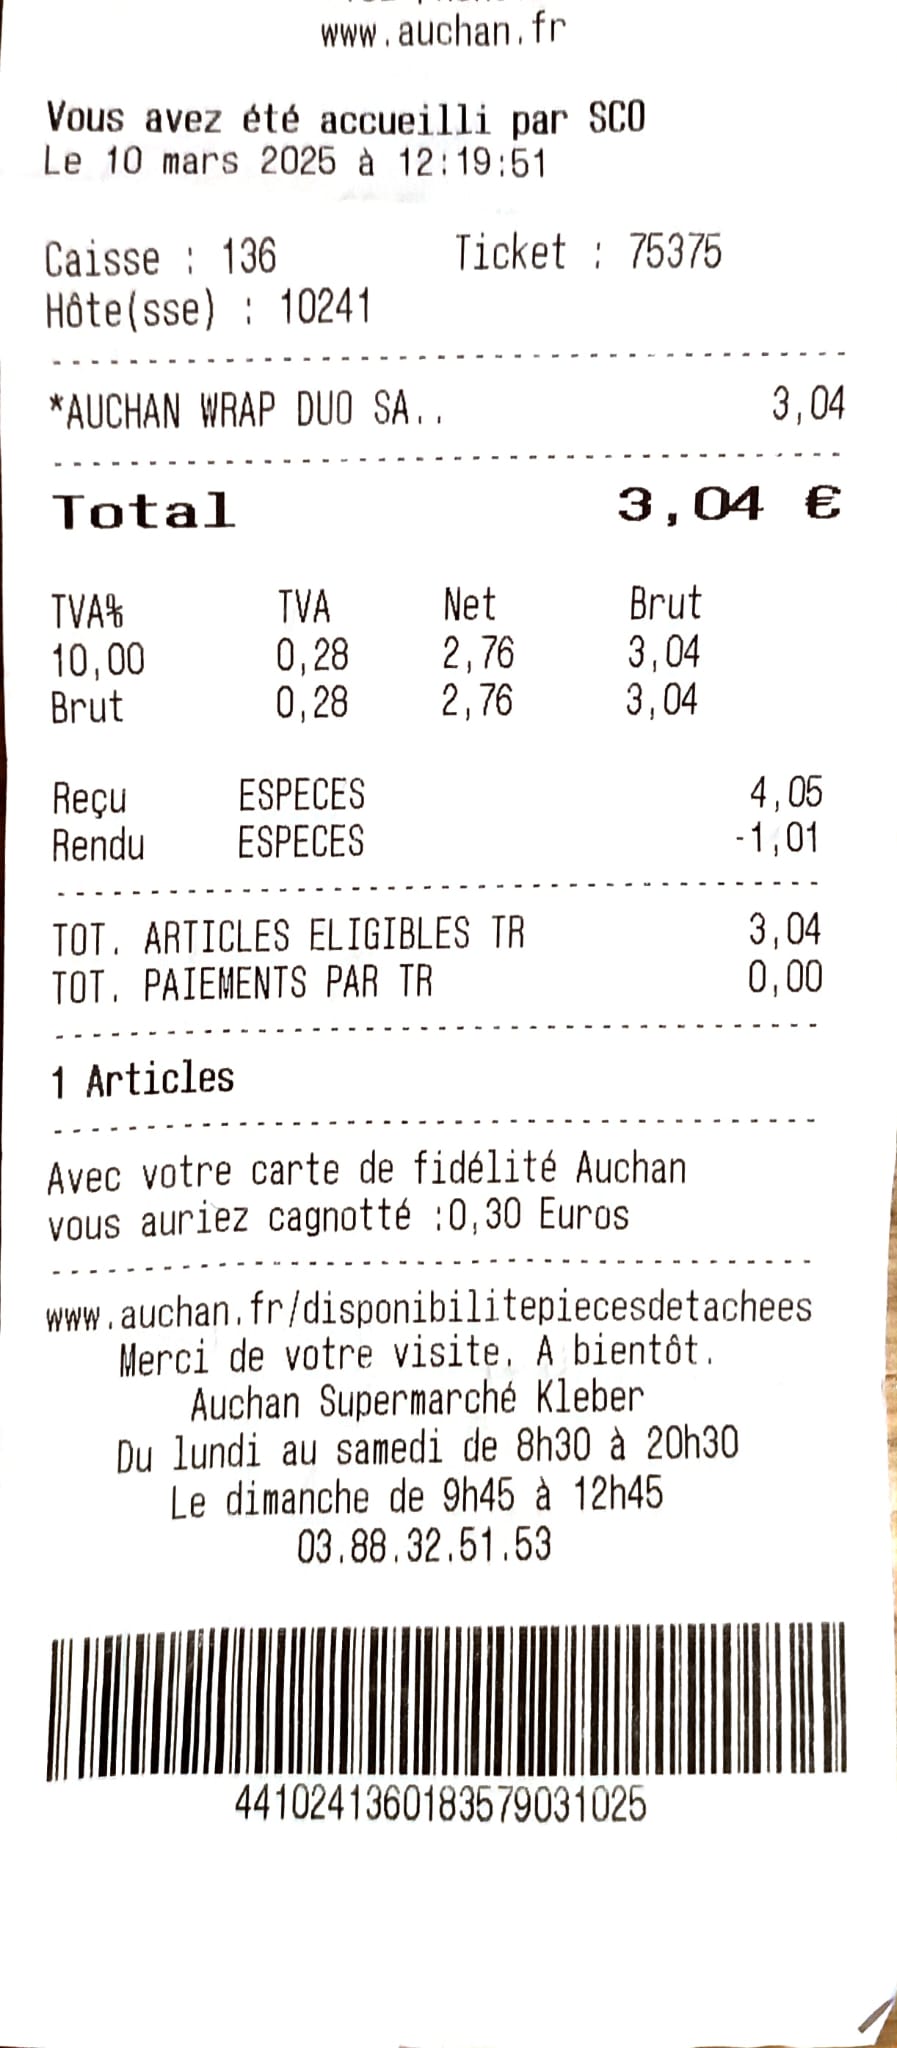 www.auchan.fr
Vous avez été accueilli par SCO
Le 10 mars 2025 à 12:19:51
Caisse : 136 Ticket : 75375
Hôte(sse) : 10241
*AUCHAN WRAP DUO SA.. 3,04
Total 3,04 €
TVA% TVA Net Brut
10,00 0,28 2,76 3,04
Brut 0,28 2,76 3,04
Reçu ESPECES 4,05
Rendu ESPECES -1,01
TOT. ARTICLES ELIGIBLES TR 3,04
TOT. PAIEMENTS PAR TR 0,00
1 Articles
Avec votre carte de fidélité Auchan
vous auriez cagnotté :0,30 Euros
www.auchan.fr/disponibilitepiecesdetachees
Merci de votre visite. A bientôt.
Auchan Supermarché Kleber
Du lundi au samedi de 8h30 à 20h30
Le dimanche de 9h45 à 12h45
03.88.32.51.53
4410241360183579031025